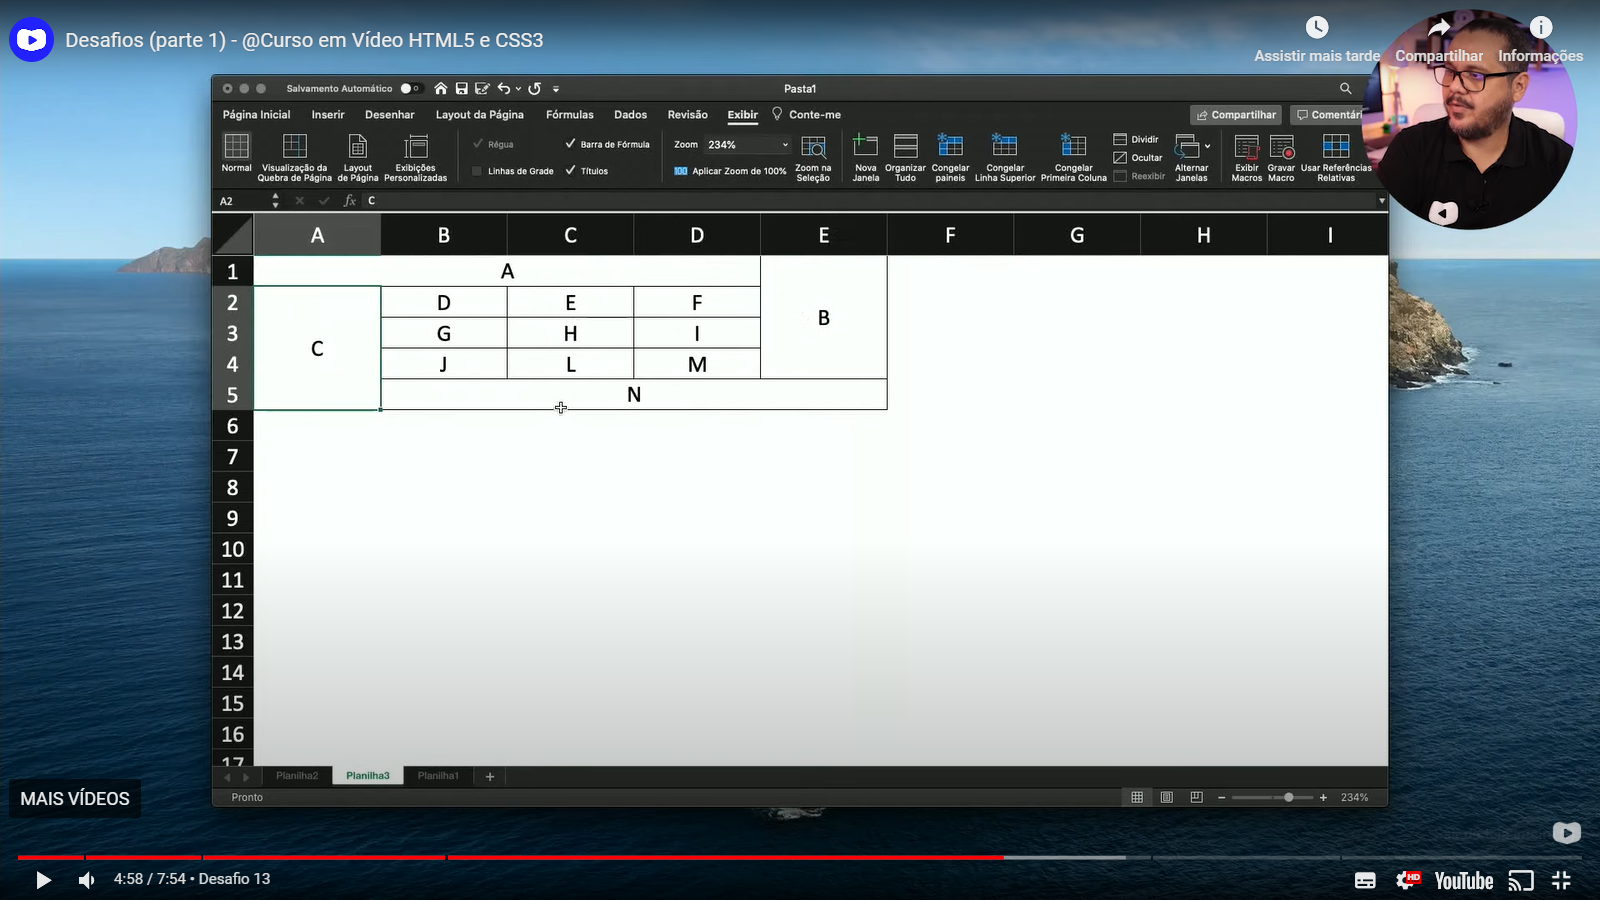 Desafios (parte 1) - @Curso em Vídeo HTML5 e CSS3
Assistir mais tarde
Compartilhar
Informações
Salvamento Automático
Pasta1
Página Inicial
Inserir
Desenhar
Layout da Página
Fórmulas
Dados
Revisão
Exibir
Conte-me
Compartilhar
Comentári
Normal
Visualização da Quebra de Página
Layout de Página
Exibições Personalizadas
Régua
Barra de Fórmula
Linhas de Grade
Títulos
Zoom
234%
100 Aplicar Zoom de 100%
Zoom na Seleção
Nova Janela
Organizar Tudo
Congelar painéis
Congelar Linha Superior
Congelar Primeira Coluna
Dividir
Ocultar
Reexibir
Alternar Janelas
Exibir Macros
Gravar Macro
Usar Referências Relativas
A2
fx
C
A B C D E F G H I
1 A
2 D E F
B
3 G H I
C
4 J L M
5 N
6
7
8
9
10
11
12
13
14
15
16
17
Planilha2
Planilha3
Planilha1
+
Pronto
234%
MAIS VÍDEOS
4:58 / 7:54 • Desafio 13
HD
YouTube